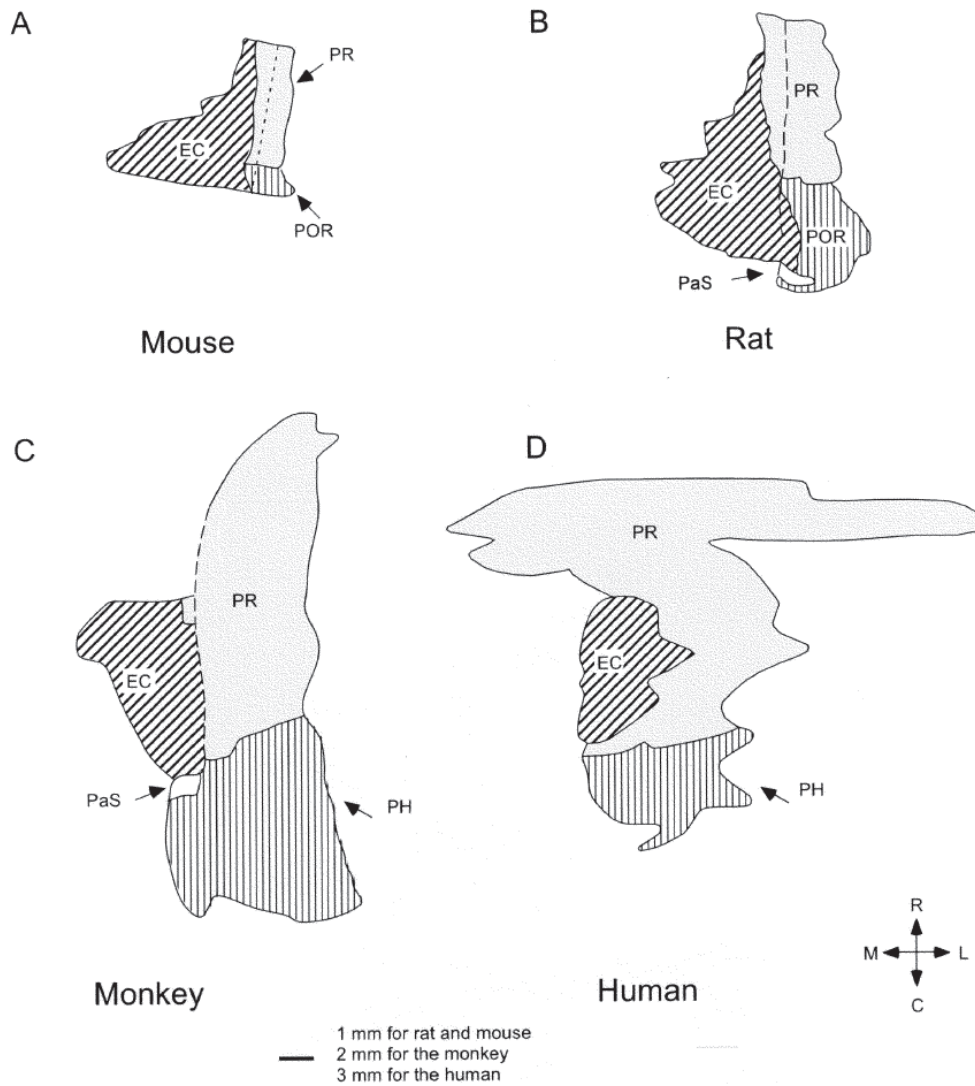 A
PR
EC
POR
Mouse
B
PR
EC
POR
PaS
Rat
C
PR
EC
PaS
PH
Monkey
D
PR
EC
PH
Human
R
M
L
C
1 mm for rat and mouse
2 mm for the monkey
3 mm for the human